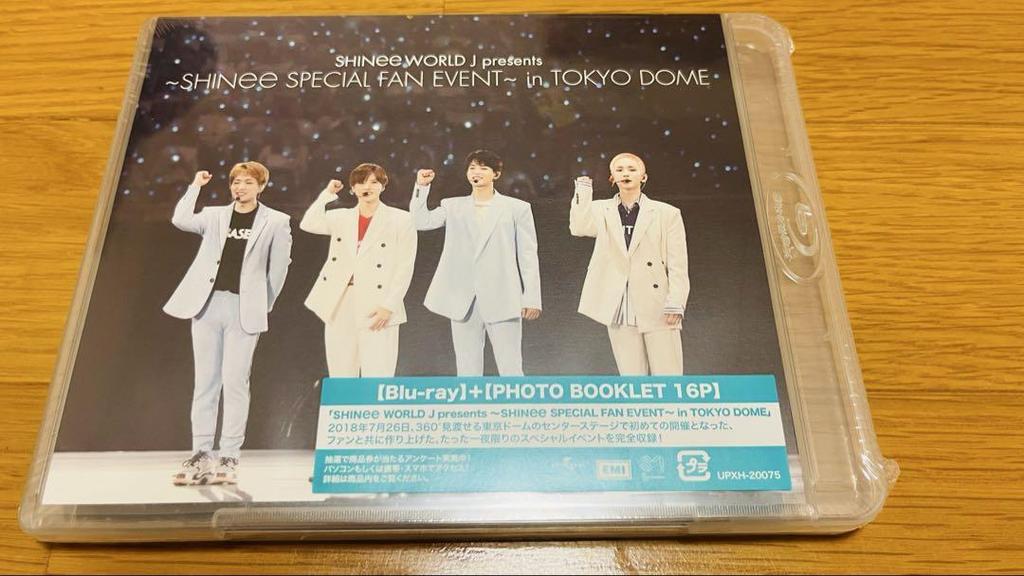 SHINee WORLD J presents
~SHINee SPECIAL FAN EVENT~ in TOKYO DOME
【Blu-ray】+【PHOTO BOOKLET 16P】
「SHINee WORLD J presents ~SHINee SPECIAL FAN EVENT~ in TOKYO DOME」
2018年7月26日、360°見渡せる東京ドームのセンターステージで初めての開催となった、
ファンと共に作り上げた、たった一夜限りのスペシャルイベントを完全収録!
抽選で商品券が当たるアンケート実施中!
パソコンもしくは携帯・スマホでアクセス!
詳細は商品内をご覧ください。
EMI
プラ
UPXH-20075